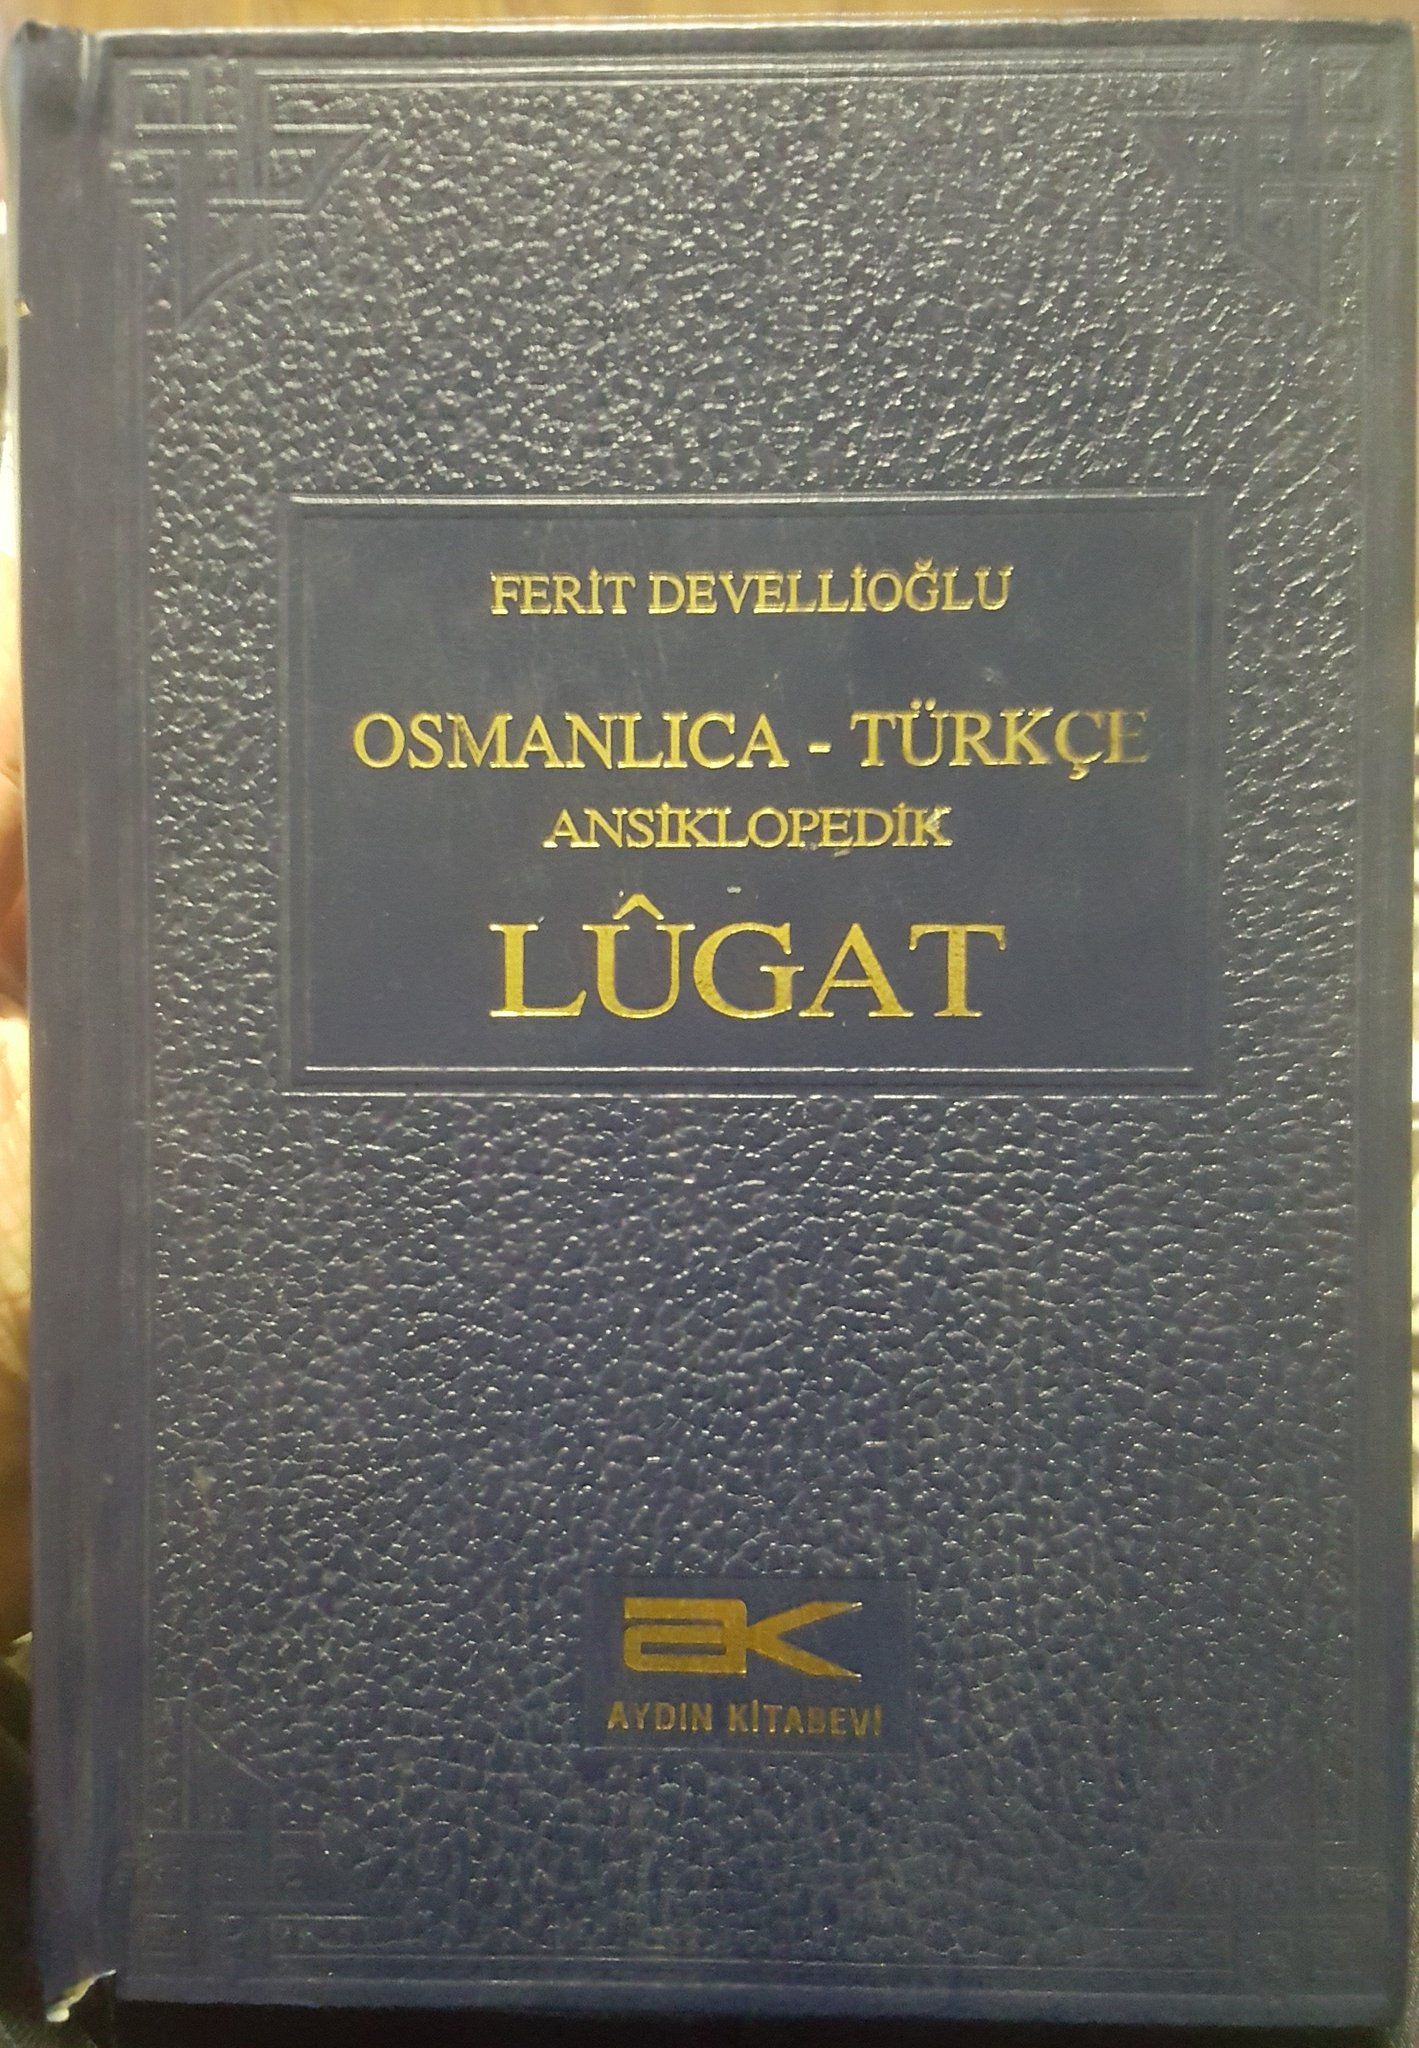 FERİT DEVELLİOĞLU
OSMANLICA - TÜRKÇE
ANSİKLOPEDİK
LÛGAT
ak
AYDIN KİTABEVİ